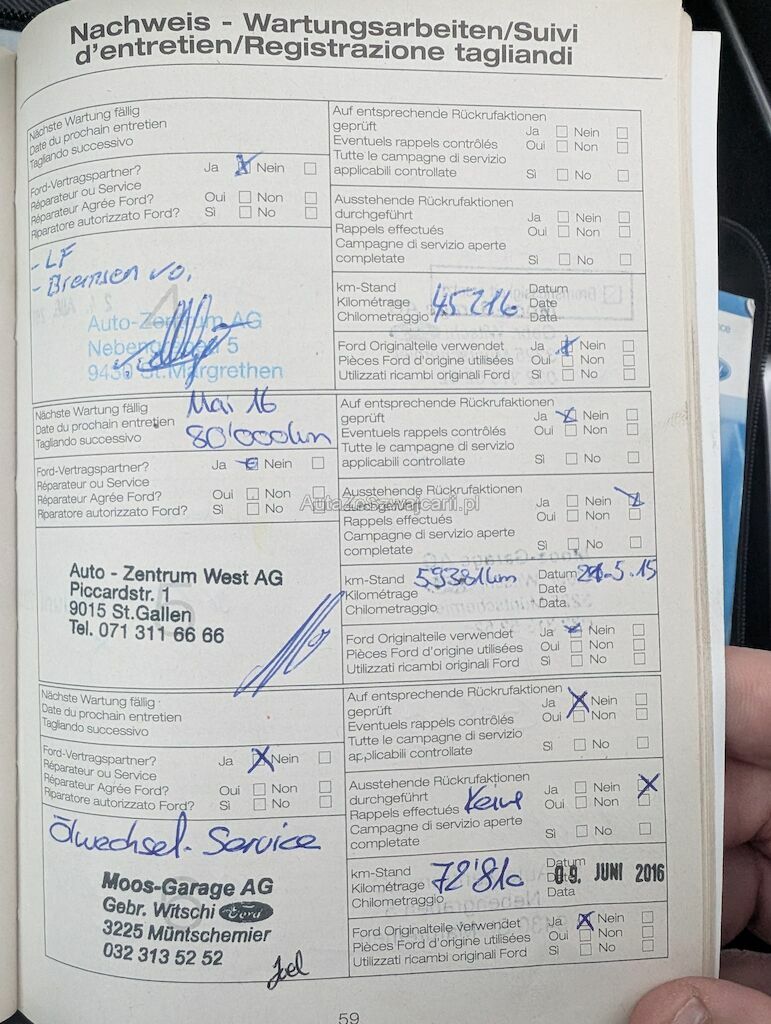 Nachweis - Wartungsarbeiten/Suivi
d'entretien/Registrazione tagliandi
Nächste Wartung fällig
Date du prochain entretien
Tagliando successivo
Ford-Vertragspartner? Ja Nein
Réparateur ou Service
Réparateur Agrée Ford? Oui Non
Riparatore autorizzato Ford? Sì No
- LF
- Bremsen vo.
Auto-Zentrum AG
Nebengraben 5
9430 St.Margrethen
Auf entsprechende Rückrufaktionen
geprüft Ja Nein
Eventuels rappels contrôlés Oui Non
Tutte le campagne di servizio
applicabili controllate Sì No
Ausstehende Rückrufaktionen
durchgeführt Ja Nein
Rappels effectués Oui Non
Campagne di servizio aperte
completate Sì No
km-Stand Datum
Kilométrage 45216 Date
Chilometraggio Data
Ford Originalteile verwendet Ja Nein
Pièces Ford d'origine utilisées Oui Non
Utilizzati ricambi originali Ford Sì No
Nächste Wartung fällig Mai 16
Date du prochain entretien
Tagliando successivo 80'000km
Ford-Vertragspartner? Ja Nein
Réparateur ou Service
Réparateur Agrée Ford? Oui Non
Riparatore autorizzato Ford? Sì No
Auto - Zentrum West AG
Piccardstr. 1
9015 St.Gallen
Tel. 071 311 66 66
Auf entsprechende Rückrufaktionen
geprüft Ja Nein
Eventuels rappels contrôlés Oui Non
Tutte le campagne di servizio
applicabili controllate Sì No
Ausstehende Rückrufaktionen
durchgeführt Ja Nein
AutaZeSzwajcarii.pl
Rappels effectués Oui Non
Campagne di servizio aperte
completate Sì No
km-Stand 59381km Datum 21.5.15
Kilométrage Date
Chilometraggio Data
Ford Originalteile verwendet Ja Nein
Pièces Ford d'origine utilisées Oui Non
Utilizzati ricambi originali Ford Sì No
Nächste Wartung fällig
Date du prochain entretien
Tagliando successivo
Ford-Vertragspartner? Ja Nein
Réparateur ou Service
Réparateur Agrée Ford? Oui Non
Riparatore autorizzato Ford? Sì No
Ölwechsel-Service
Moos-Garage AG
Gebr. Witschi Ford
3225 Müntschemier
032 313 52 52
Joel
Auf entsprechende Rückrufaktionen
geprüft Ja Nein
Eventuels rappels contrôlés Oui Non
Tutte le campagne di servizio
applicabili controllate Sì No
Ausstehende Rückrufaktionen
durchgeführt Ja Nein
Rappels effectués Keine Oui Non
Campagne di servizio aperte
completate Sì No
km-Stand Datum
Kilométrage 72'810 Date 09. JUNI 2016
Chilometraggio Data
Ford Originalteile verwendet Ja Nein
Pièces Ford d'origine utilisées Oui Non
Utilizzati ricambi originali Ford Sì No
59